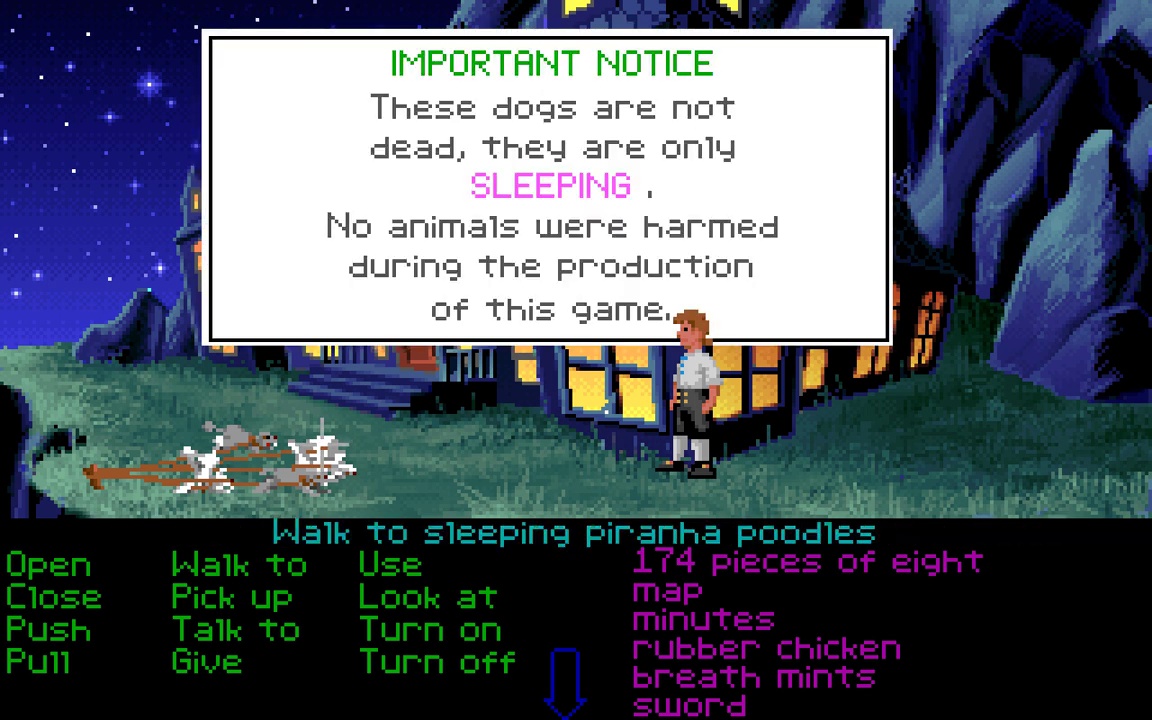 IMPORTANT NOTICE
These dogs are not
dead, they are only
SLEEPING .
No animals were harmed
during the production
of this game.
Walk to sleeping piranha poodles
Open Walk to Use
Close Pick up Look at
Push Talk to Turn on
Pull Give Turn off
174 pieces of eight
map
minutes
rubber chicken
breath mints
sword